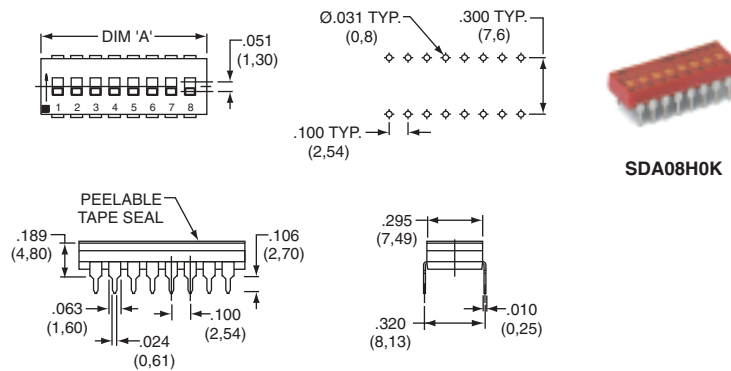 DIM 'A'
.051
(1,30)
1 2 3 4 5 6 7 8
Ø.031 TYP.
(0,8)
.300 TYP.
(7,6)
.100 TYP.
(2,54)
SDA08H0K
PEELABLE
TAPE SEAL
.189
(4,80)
.106
(2,70)
.063
(1,60)
.100
(2,54)
.024
(0,61)
.295
(7,49)
.320
(8,13)
.010
(0,25)